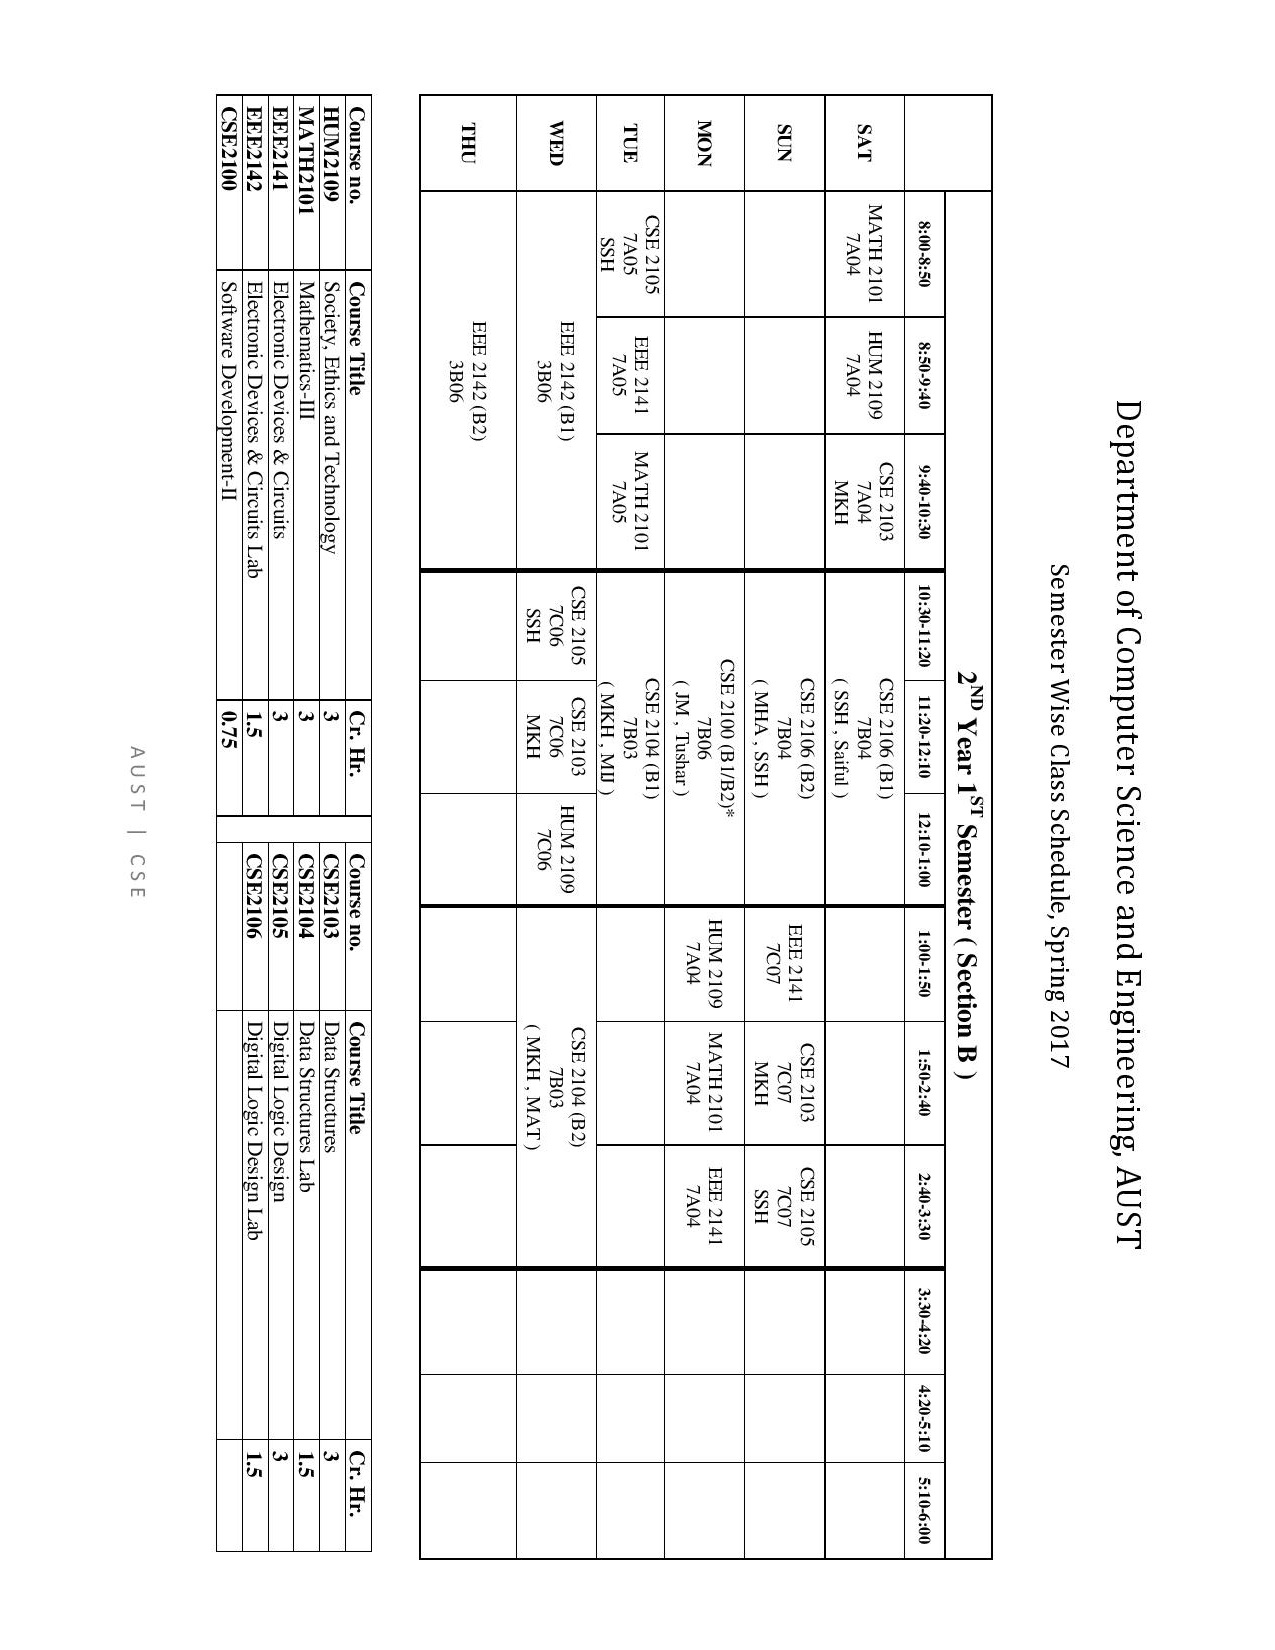 Department of Computer Science and Engineering, AUST
Semester Wise Class Schedule, Spring 2017
2ND Year 1ST Semester ( Section B )
8:00-8:50 8:50-9:40 9:40-10:30 10:30-11:20 11:20-12:10 12:10-1:00 1:00-1:50 1:50-2:40 2:40-3:30 3:30-4:20 4:20-5:10 5:10-6:00
SAT
MATH 2101
7A04
HUM 2109
7A04
CSE 2103
7A04
MKH
CSE 2106 (B1)
7B04
( SSH , Saiful )
SUN
CSE 2106 (B2)
7B04
( MHA , SSH )
EEE 2141
7C07
CSE 2103
7C07
MKH
CSE 2105
7C07
SSH
MON
CSE 2100 (B1/B2)*
7B06
( JM , Tushar )
HUM 2109
7A04
MATH 2101
7A04
EEE 2141
7A04
TUE
CSE 2105
7A05
SSH
EEE 2141
7A05
MATH 2101
7A05
CSE 2104 (B1)
7B03
( MKH , MIJ )
WED
EEE 2142 (B1)
3B06
CSE 2105
7C06
SSH
CSE 2103
7C06
MKH
HUM 2109
7C06
CSE 2104 (B2)
7B03
( MKH , MAT )
THU
EEE 2142 (B2)
3B06
Course no. Course Title Cr. Hr. Course no. Course Title Cr. Hr.
HUM2109 Society, Ethics and Technology 3 CSE2103 Data Structures 3
MATH2101 Mathematics-III 3 CSE2104 Data Structures Lab 1.5
EEE2141 Electronic Devices & Circuits 3 CSE2105 Digital Logic Design 3
EEE2142 Electronic Devices & Circuits Lab 1.5 CSE2106 Digital Logic Design Lab 1.5
CSE2100 Software Development-II 0.75
AUST | CSE